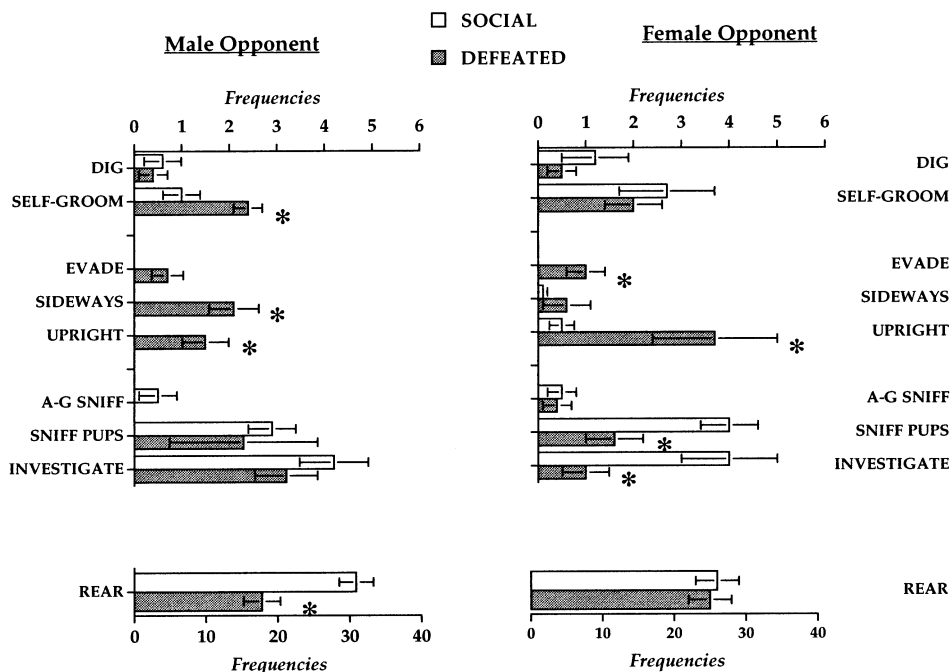 SOCIAL
DEFEATED
Male Opponent
Frequencies
0 1 2 3 4 5 6
DIG
SELF-GROOM
*
EVADE
SIDEWAYS
*
UPRIGHT
*
A-G SNIFF
SNIFF PUPS
INVESTIGATE
REAR
*
0 10 20 30 40
Frequencies
Female Opponent
Frequencies
0 1 2 3 4 5 6
DIG
SELF-GROOM
EVADE
*
SIDEWAYS
UPRIGHT
*
A-G SNIFF
SNIFF PUPS
*
INVESTIGATE
*
REAR
0 10 20 30 40
Frequencies